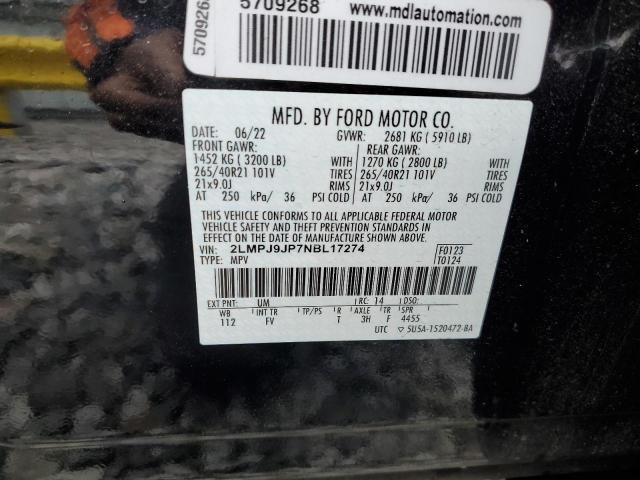 5709268
5709268
www.mdlautomation.com
MFD. BY FORD MOTOR CO.
DATE: 06/22 GVWR: 2681 KG ( 5910 LB)
FRONT GAWR: REAR GAWR:
1452 KG ( 3200 LB) WITH 1270 KG ( 2800 LB) WITH
265/40R21 101V TIRES 265/40R21 101V TIRES
21x9.0J RIMS 21x9.0J RIMS
AT 250 kPa/ 36 PSI COLD AT 250 kPa/ 36 PSI COLD
THIS VEHICLE CONFORMS TO ALL APPLICABLE FEDERAL MOTOR
VEHICLE SAFETY AND THEFT PREVENTION STANDARDS IN
EFFECT ON THE DATE OF MANUFACTURE SHOWN ABOVE.
VIN: 2LMPJ9JP7NBL17274 F0123
TYPE: MPV T0124
EXT PNT: UM RC: 14 DSO:
WB INT TR TP/PS R AXLE TR SPR
112 FV T 3H F 4455
UTC ▽ 5U5A-1520472-BA